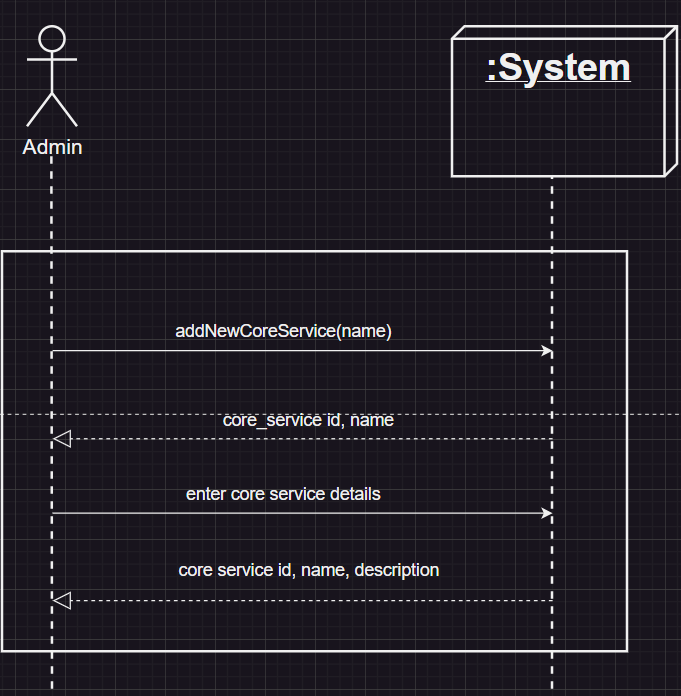 :System
Admin
addNewCoreService(name)
core_service id, name
enter core service details
core service id, name, description